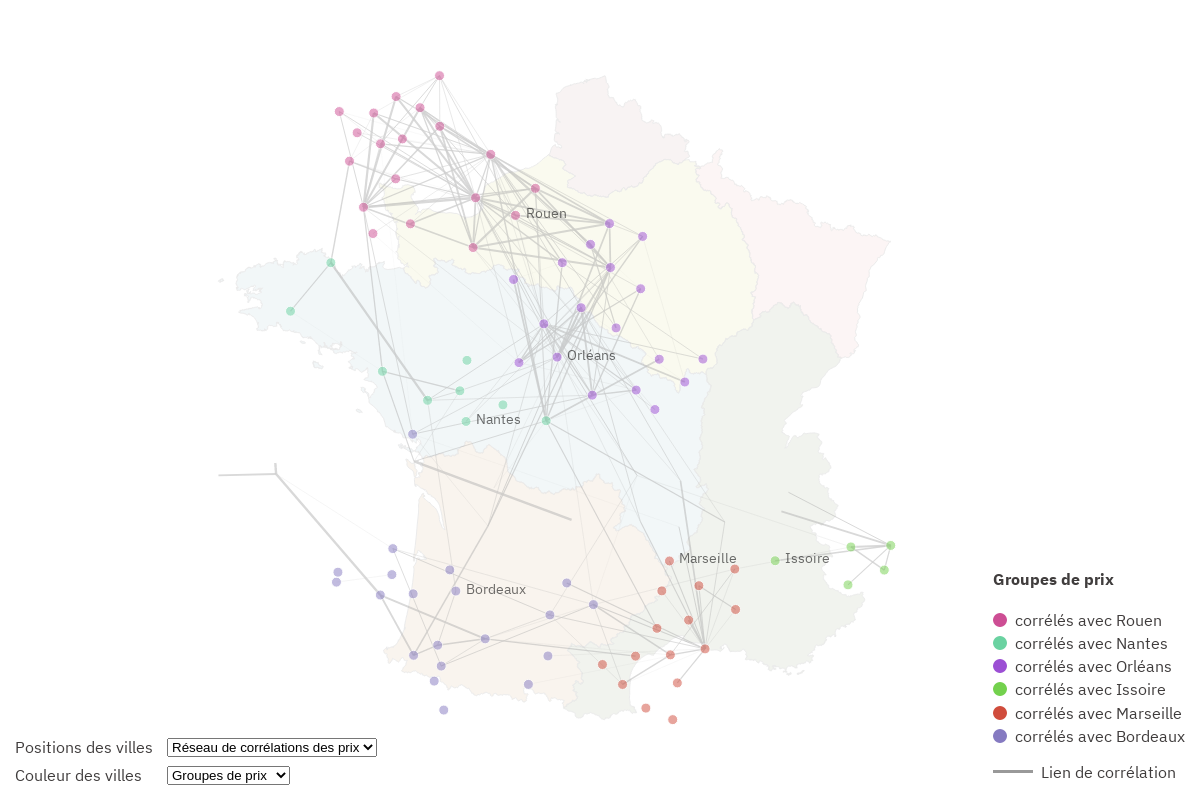 Rouen
Orléans
Nantes
Marseille
Issoire
Bordeaux
Groupes de prix
corrélés avec Rouen
corrélés avec Nantes
corrélés avec Orléans
corrélés avec Issoire
corrélés avec Marseille
corrélés avec Bordeaux
Lien de corrélation
Positions des villes Réseau de corrélations des prix
Couleur des villes Groupes de prix